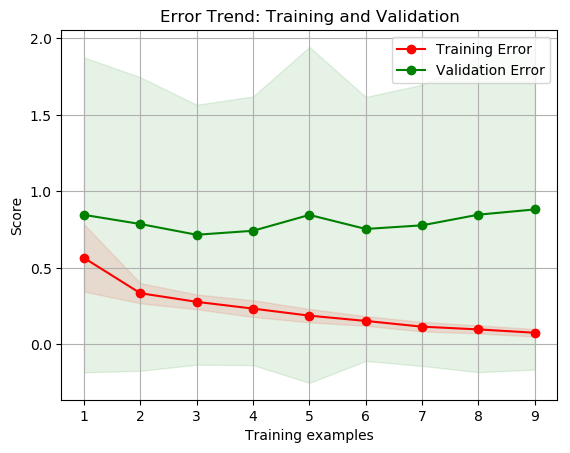 Error Trend: Training and Validation
2.0
1.5
1.0
0.5
0.0
Score
Training Error
Validation Error
1 2 3 4 5 6 7 8 9
Training examples